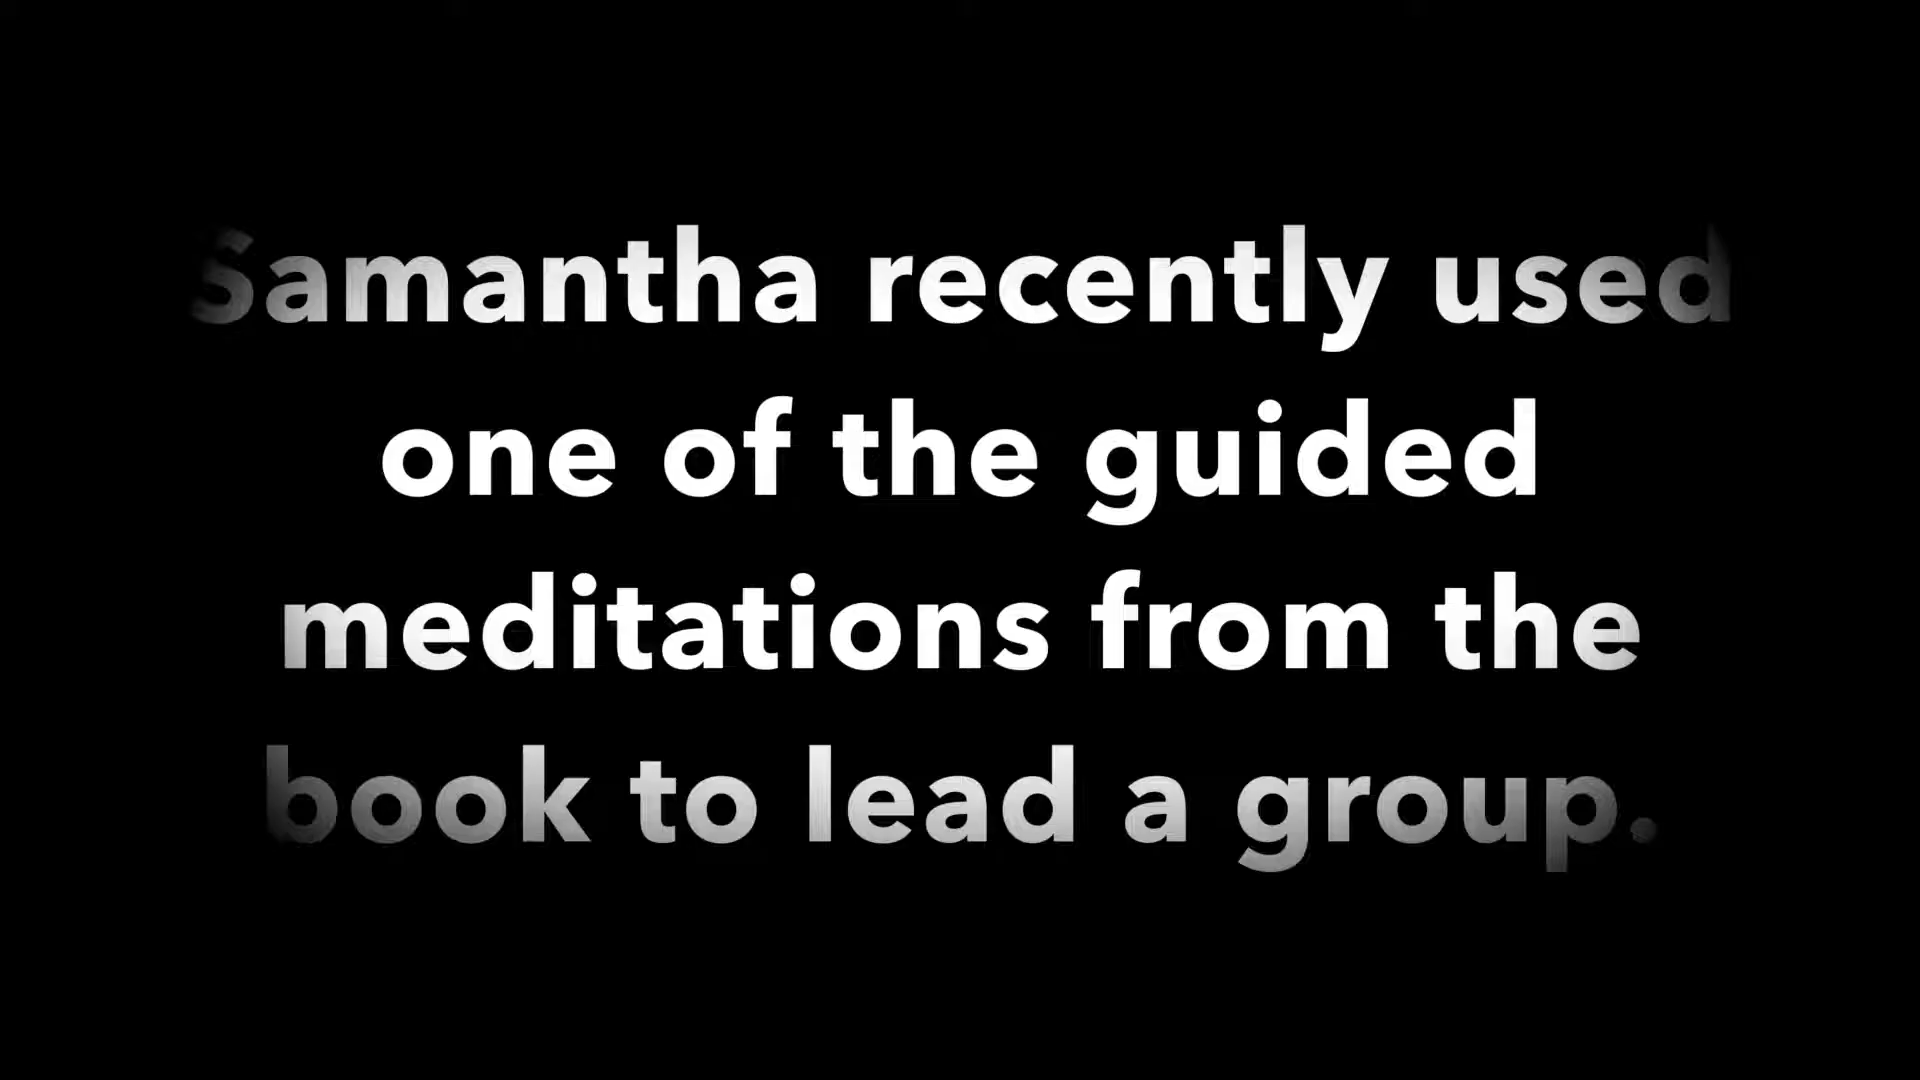 Samantha recently used
one of the guided
meditations from the
book to lead a group.